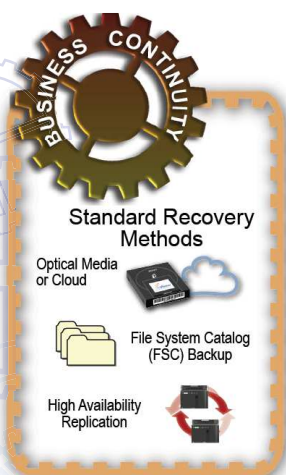 BUSINESS CONTINUITY
Standard Recovery
Methods
Optical Media
or Cloud
File System Catalog
(FSC) Backup
High Availability
Replication